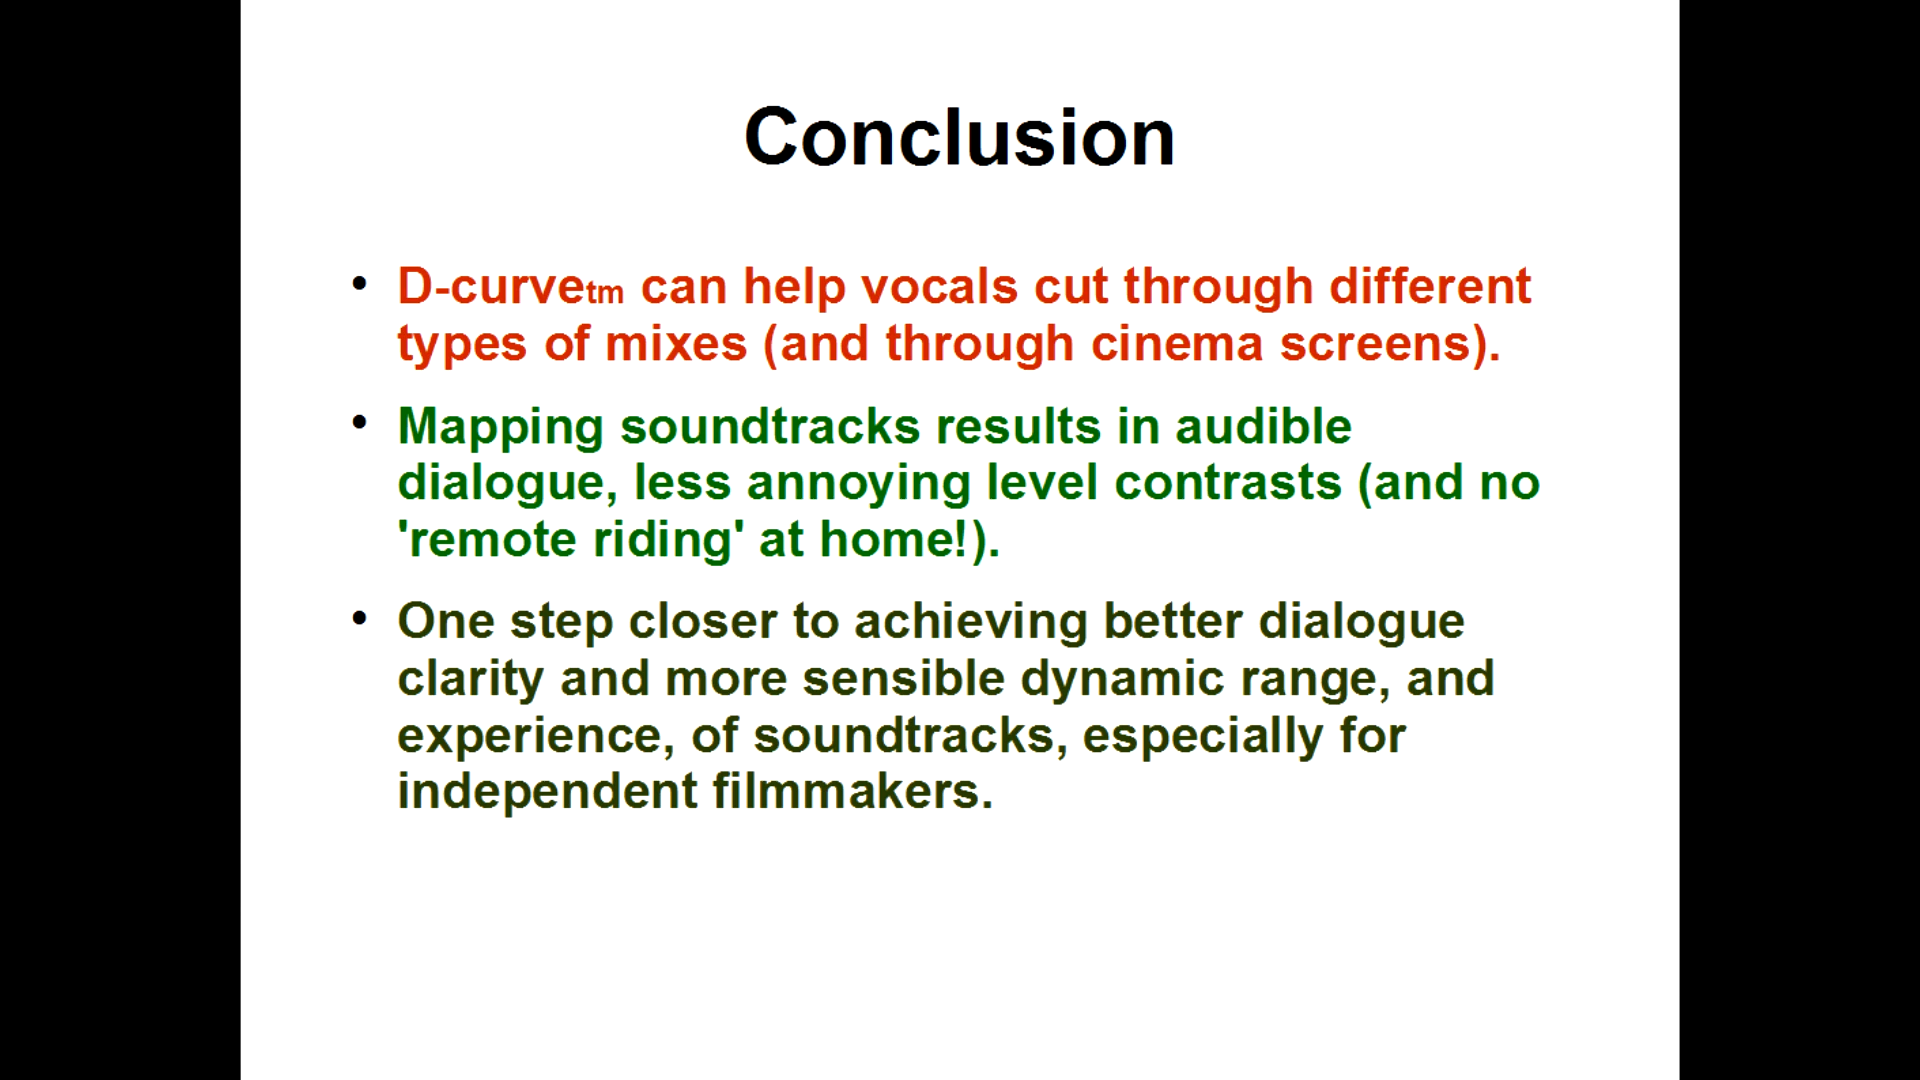 Conclusion
• D-curvetm can help vocals cut through different
types of mixes (and through cinema screens).
• Mapping soundtracks results in audible
dialogue, less annoying level contrasts (and no
'remote riding' at home!).
• One step closer to achieving better dialogue
clarity and more sensible dynamic range, and
experience, of soundtracks, especially for
independent filmmakers.